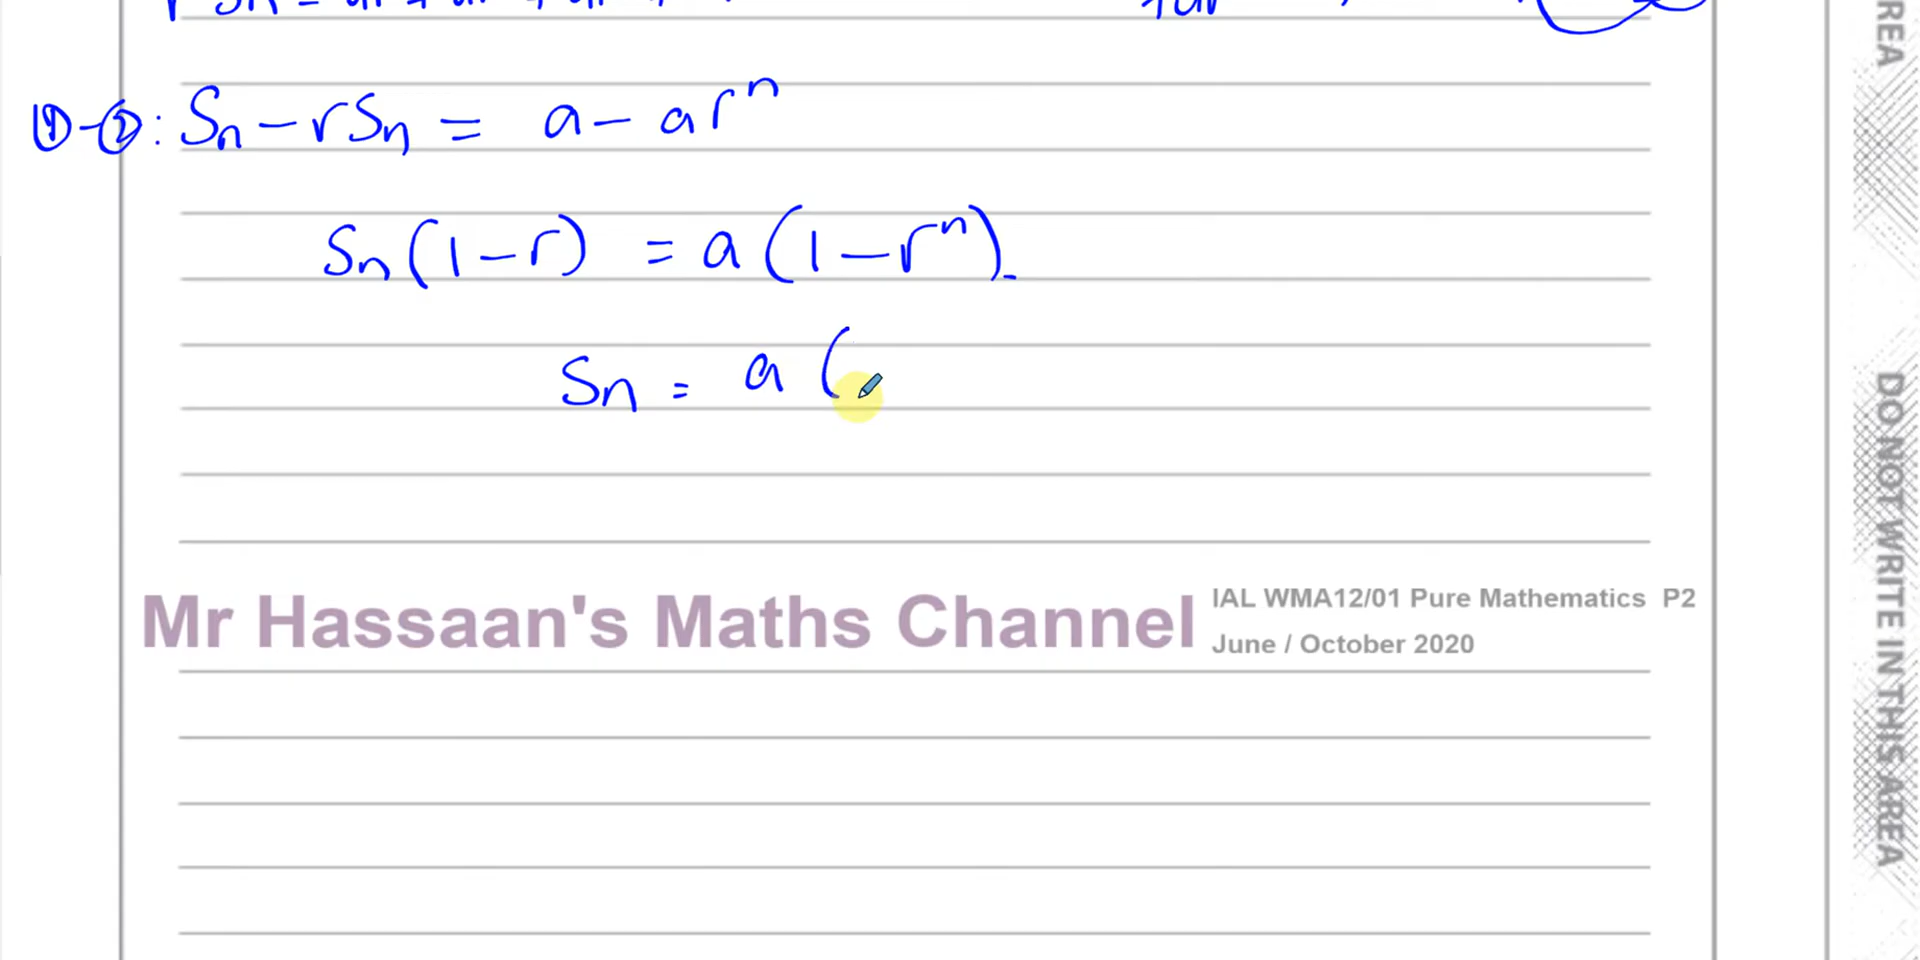 ①-②: Sn - rSn = a - arⁿ
Sn(1-r) = a(1-rⁿ).
Sn = a(
Mr Hassaan's Maths Channel
IAL WMA12/01 Pure Mathematics P2
June / October 2020
REA
DO NOT WRITE IN THIS AREA